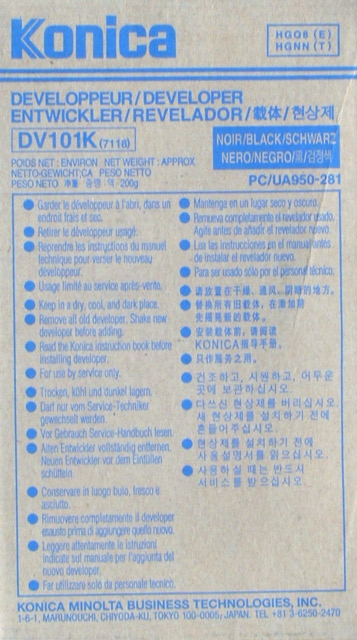 Konica
HGQ6 (E)
HGNN (T)
DEVELOPPEUR/DEVELOPER
ENTWICKLER/REVELADOR/載体/현상제
DV101K(7118)
NOIR/BLACK/SCHWARZ
NERO/NEGRO/黑/검정색
POIDS NET : ENVIRON NET WEIGHT : APPROX
NETTO-GEWICHT:CA PESO NETTO
PESO NETO 净重 중량 : 약 200g
PC/UA950-281
● Garder le développeur à l'abri, dans un
endroit frais et sec.
● Retirer le développeur usagé.
● Reprendre les instructions du manuel
technique pour verser le nouveau
développeur.
● Usage limité au service après-vente.
● Keep in a dry, cool, and dark place.
● Remove all old developer. Shake new
developer before adding.
● Read the Konica instruction book before
installing developer.
● For use by service only.
● Trocken, kühl und dunkel lagern.
● Darf nur vom Service-Techniker
gewechselt werden.
● Vor Gebrauch Service-Handbuch lesen.
● Alten Entwickler vollständig entfernen.
Neuen Entwickler vor dem Einfüllen
schütteln.
● Conservare in luogo buio, fresco e
asciutto.
● Rimuovere completamente il developer
esausto prima di aggiungere quello nuovo.
● Leggere attentamente le istruzioni
indicate sul manuale per l'aggiunta del
nuovo developer.
● Far utilizzare solo da personale tecnico.
● Mantenga en un lugar seco y oscuro.
● Remueva completamente el revelador usado.
Agite antes de añadir el revelador nuevo.
● Lea las instrucciones en el manual antes
de instalar el revelador nuevo.
● Para ser usado sólo por el personal técnico.
● 请放置在干燥、通风、阴暗的地方。
● 替换所有旧载体，在添加前
先摇晃新的载体。
● 安装载体前，请阅读
KONICA指导手册。
● 只作服务之用。
● 건조하고, 시원하고, 어두운
곳에 보관하십시오.
● 다쓰신 현상제를 버리십시오.
새 현상제를 설치하기 전에
흔들어주십시오.
● 현상제를 설치하기 전에
사용설명서를 읽으십시오.
● 사용하실 때는 반드시
서비스를 받으십시오.
KONICA MINOLTA BUSINESS TECHNOLOGIES, INC.
1-6-1, MARUNOUCHI, CHIYODA-KU, TOKYO 100-0005, JAPAN. TEL +81 3-6250-2470